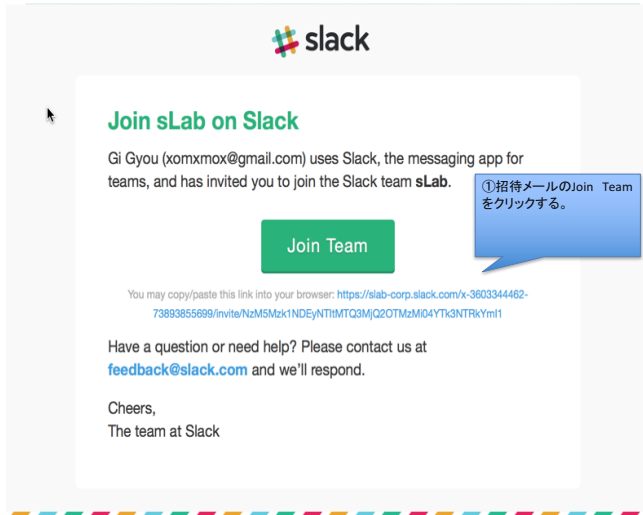 slack
Join sLab on Slack
Gi Gyou (xomxmox@gmail.com) uses Slack, the messaging app for
teams, and has invited you to join the Slack team sLab.
①招待メールのJoin Team
をクリックする。
Join Team
You may copy/paste this link into your browser: https://slab-corp.slack.com/x-3603344462-
73893855699/invite/NzM5Mzk1NDEyNTItMTQ3MjQ2OTMzMi04YTk3NTRkYmI1
Have a question or need help? Please contact us at
feedback@slack.com and we’ll respond.
Cheers,
The team at Slack